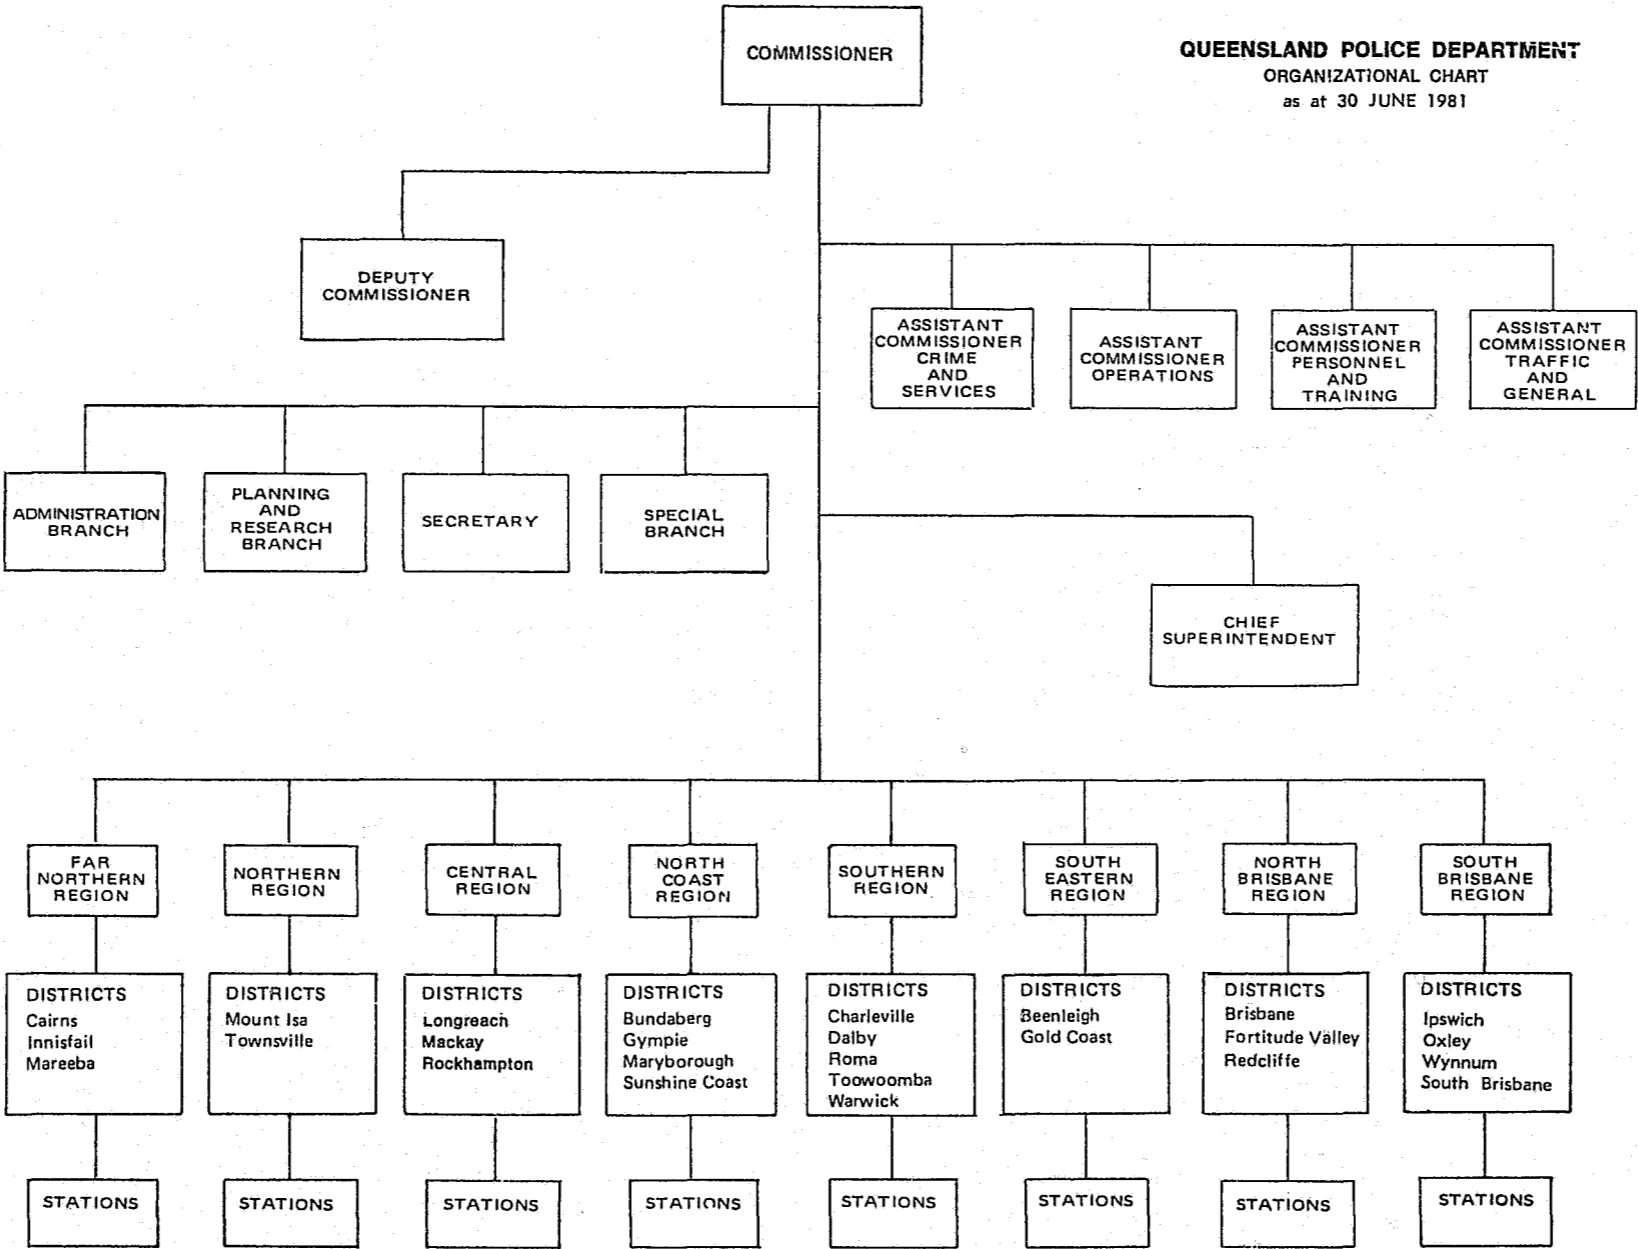 COMMISSIONER
QUEENSLAND POLICE DEPARTMENT
ORGANIZATIONAL CHART
as at 30 JUNE 1981
DEPUTY
COMMISSIONER
ASSISTANT
COMMISSIONER
CRIME
AND
SERVICES
ASSISTANT
COMMISSIONER
OPERATIONS
ASSISTANT
COMMISSIONER
PERSONNEL
AND
TRAINING
ASSISTANT
COMMISSIONER
TRAFFIC
AND
GENERAL
ADMINISTRATION
BRANCH
PLANNING
AND
RESEARCH
BRANCH
SECRETARY
SPECIAL
BRANCH
CHIEF
SUPERINTENDENT
FAR
NORTHERN
REGION
NORTHERN
REGION
CENTRAL
REGION
NORTH
COAST
REGION
SOUTHERN
REGION
SOUTH
EASTERN
REGION
NORTH
BRISBANE
REGION
SOUTH
BRISBANE
REGION
DISTRICTS
Cairns
Innisfail
Mareeba
DISTRICTS
Mount Isa
Townsville
DISTRICTS
Longreach
Mackay
Rockhampton
DISTRICTS
Bundaberg
Gympie
Maryborough
Sunshine Coast
DISTRICTS
Charleville
Dalby
Roma
Toowoomba
Warwick
DISTRICTS
Beenleigh
Gold Coast
DISTRICTS
Brisbane
Fortitude Valley
Redcliffe
DISTRICTS
Ipswich
Oxley
Wynnum
South Brisbane
STATIONS
STATIONS
STATIONS
STATIONS
STATIONS
STATIONS
STATIONS
STATIONS